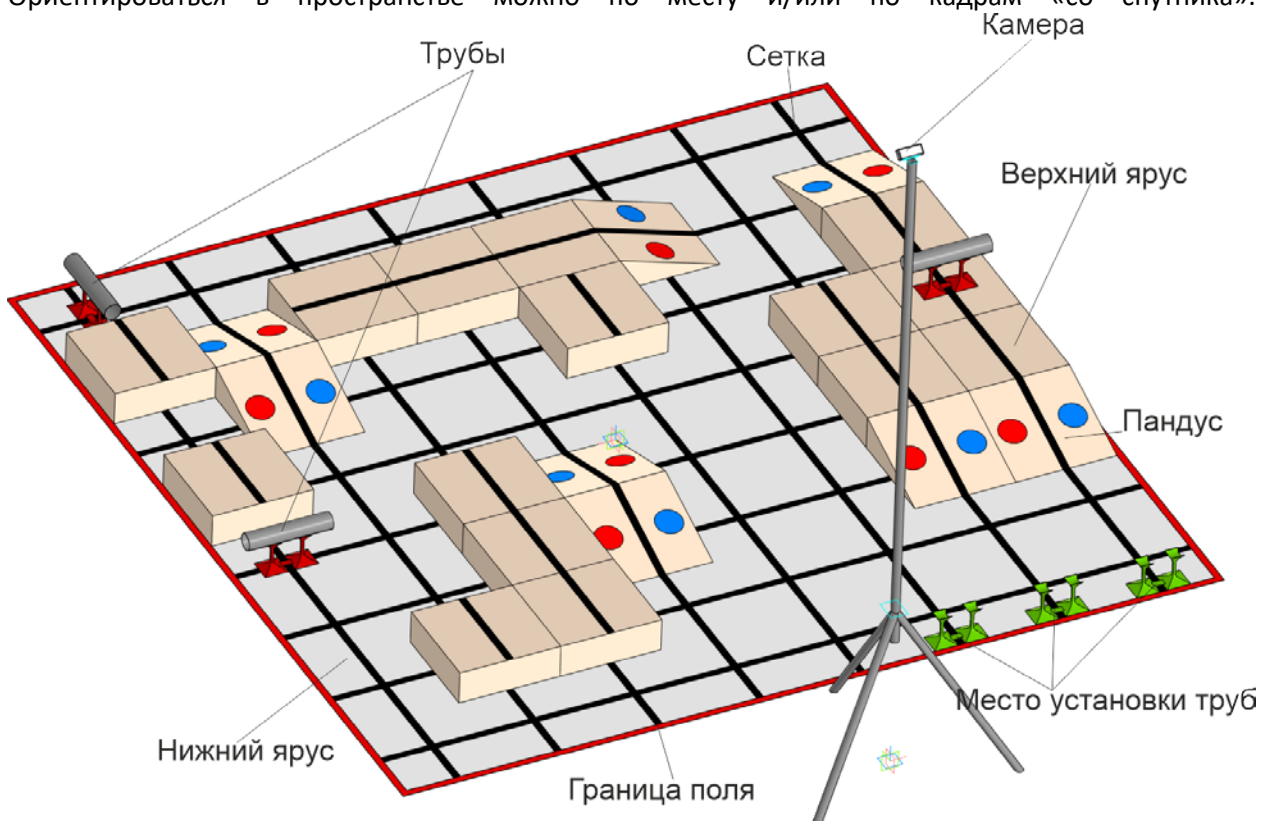 Ориентироваться в пространстве можно по месту и/или по кадрам «со спутника».
Камера
Трубы
Сетка
Верхний ярус
Пандус
Место установки труб
Нижний ярус
Граница поля